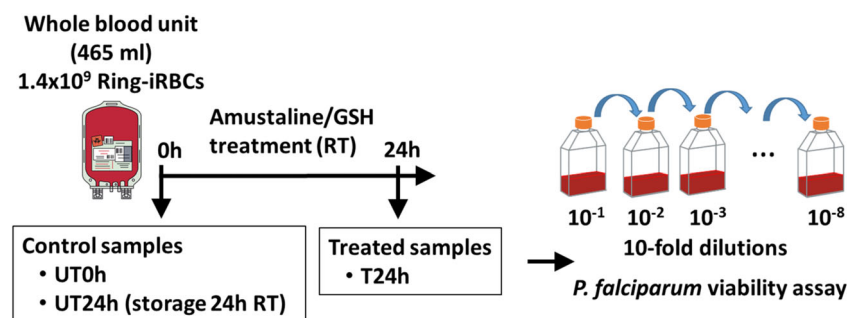 Whole blood unit
(465 ml)
1.4x10⁹ Ring-iRBCs
Amustaline/GSH
treatment (RT)
0h
24h
Control samples
• UT0h
• UT24h (storage 24h RT)
Treated samples
• T24h
...
10⁻¹ 10⁻² 10⁻³ 10⁻⁸
10-fold dilutions
P. falciparum viability assay